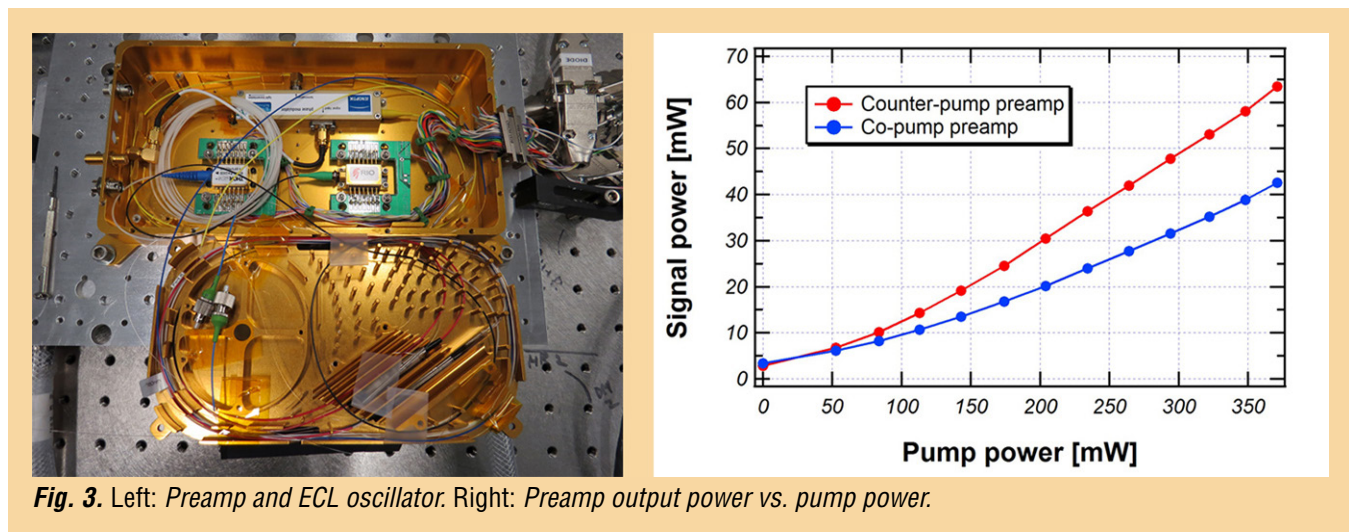 DIODE
RIO
70
60
50
40
30
20
10
0
Signal power [mW]
Counter-pump preamp
Co-pump preamp
0 50 100 150 200 250 300 350
Pump power [mW]
Fig. 3. Left: Preamp and ECL oscillator. Right: Preamp output power vs. pump power.